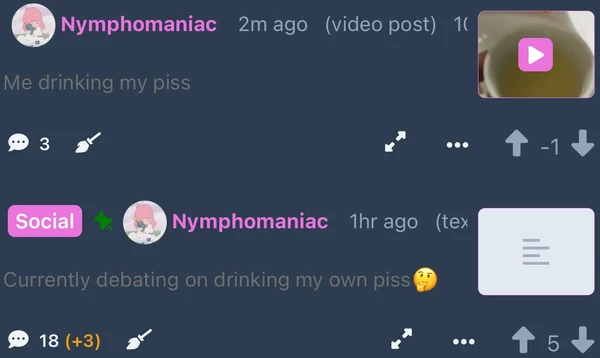 Nymphomaniac 2m ago (video post) 10
Me drinking my piss
3
-1
Social Nymphomaniac 1hr ago (tex
Currently debating on drinking my own piss🤔
18 (+3)
5